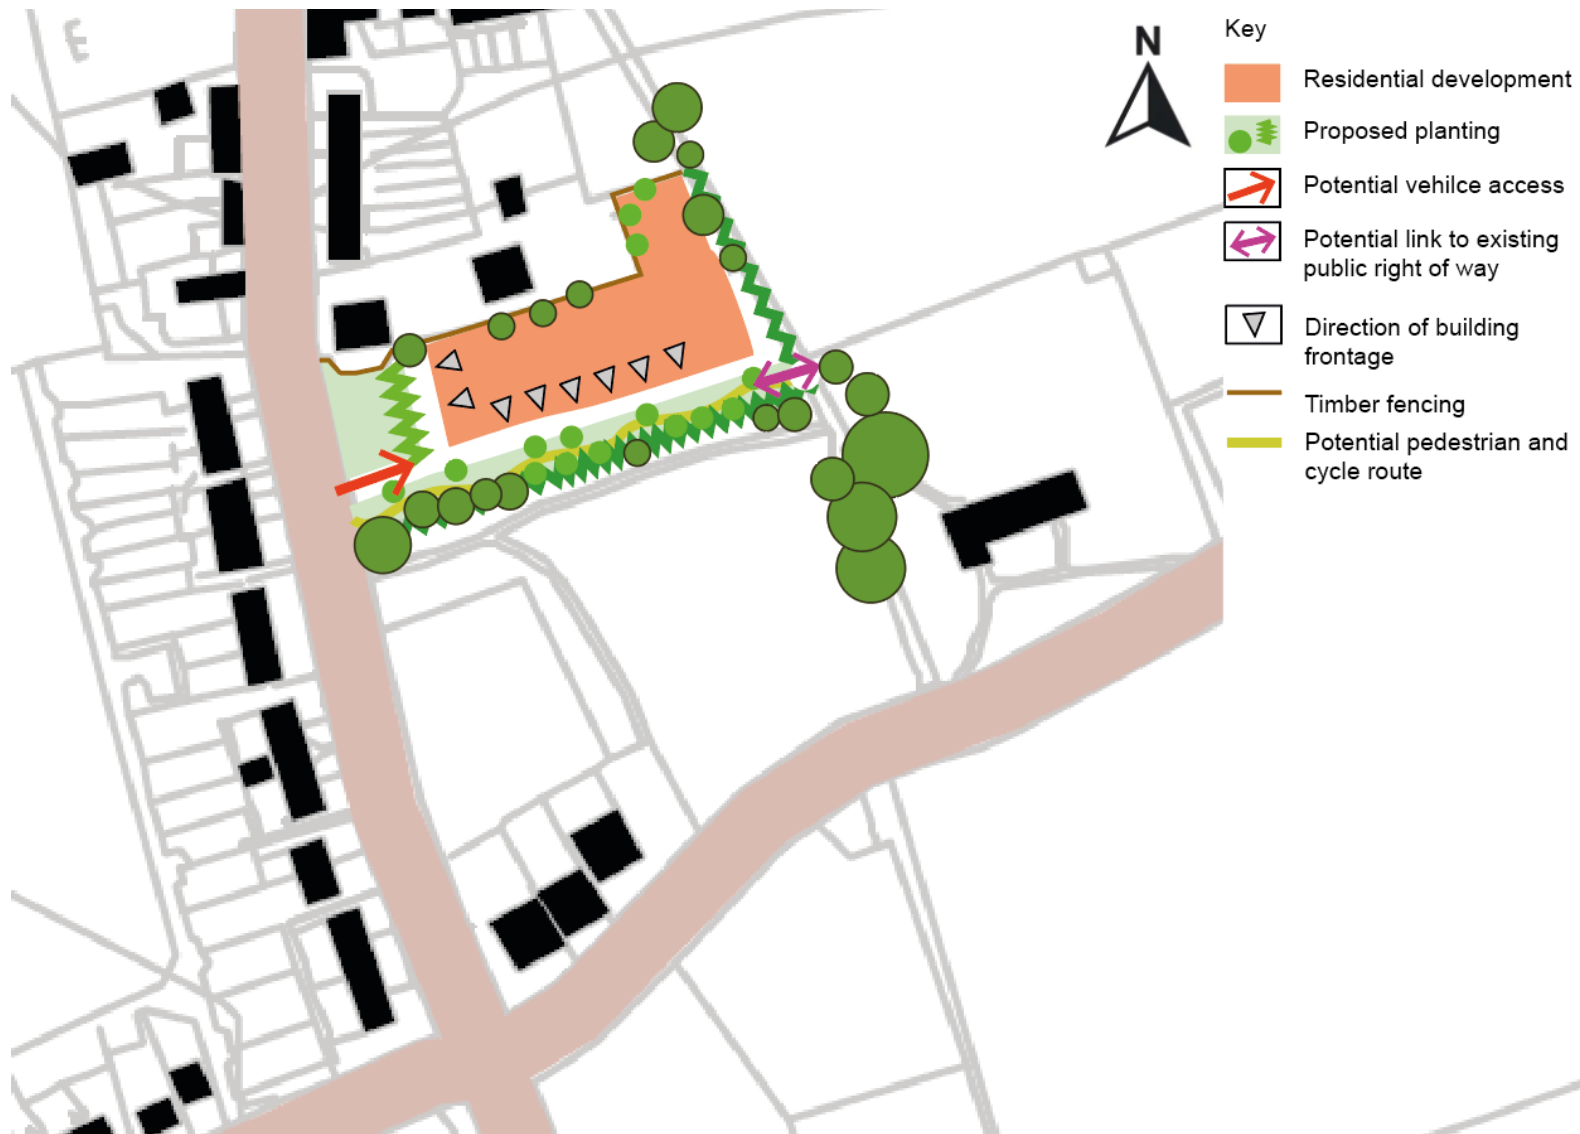 N
Key
Residential development
Proposed planting
Potential vehilce access
Potential link to existing
public right of way
Direction of building
frontage
Timber fencing
Potential pedestrian and
cycle route